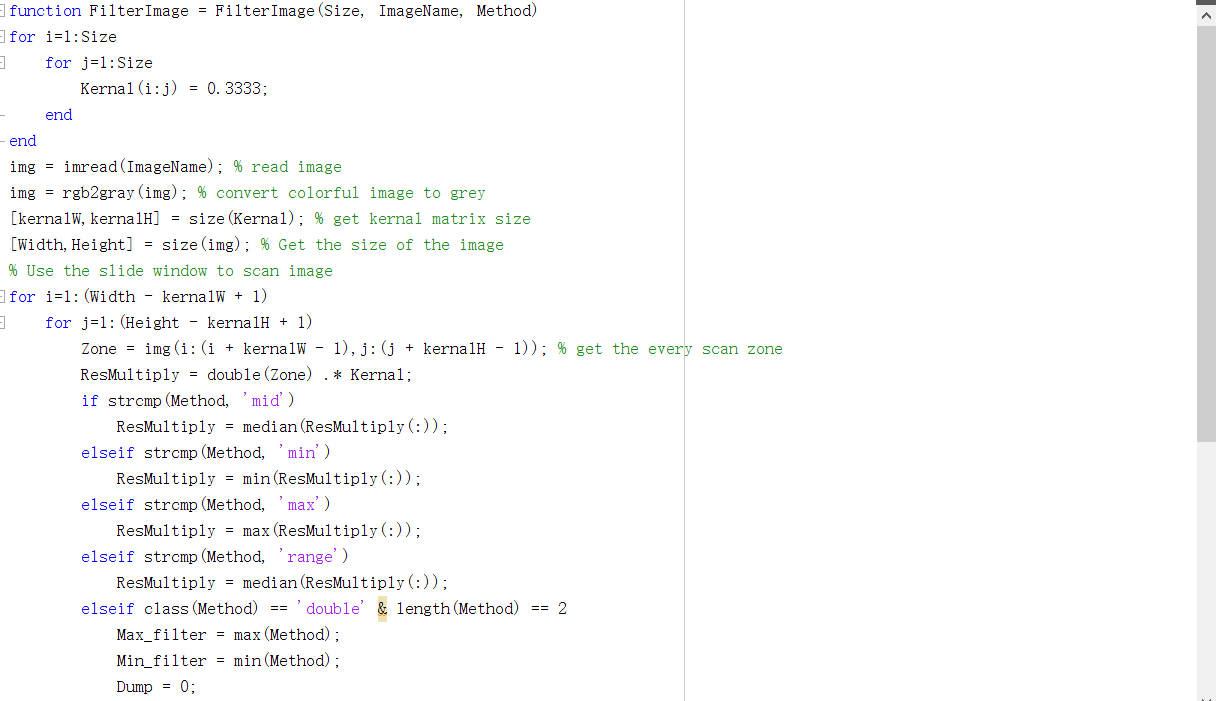 function FilterImage = FilterImage(Size, ImageName, Method)
for i=1:Size
    for j=1:Size
        Kernal(i:j) = 0.3333;
    end
end
img = imread(ImageName); % read image
img = rgb2gray(img); % convert colorful image to grey
[kernalW,kernalH] = size(Kernal); % get kernal matrix size
[Width,Height] = size(img); % Get the size of the image
% Use the slide window to scan image
for i=1:(Width - kernalW + 1)
    for j=1:(Height - kernalH + 1)
        Zone = img(i:(i + kernalW - 1),j:(j + kernalH - 1)); % get the every scan zone
        ResMultiply = double(Zone) .* Kernal;
        if strcmp(Method, 'mid')
            ResMultiply = median(ResMultiply(:));
        elseif strcmp(Method, 'min')
            ResMultiply = min(ResMultiply(:));
        elseif strcmp(Method, 'max')
            ResMultiply = max(ResMultiply(:));
        elseif strcmp(Method, 'range')
            ResMultiply = median(ResMultiply(:));
        elseif class(Method) == 'double' & length(Method) == 2
            Max_filter = max(Method);
            Min_filter = min(Method);
            Dump = 0;